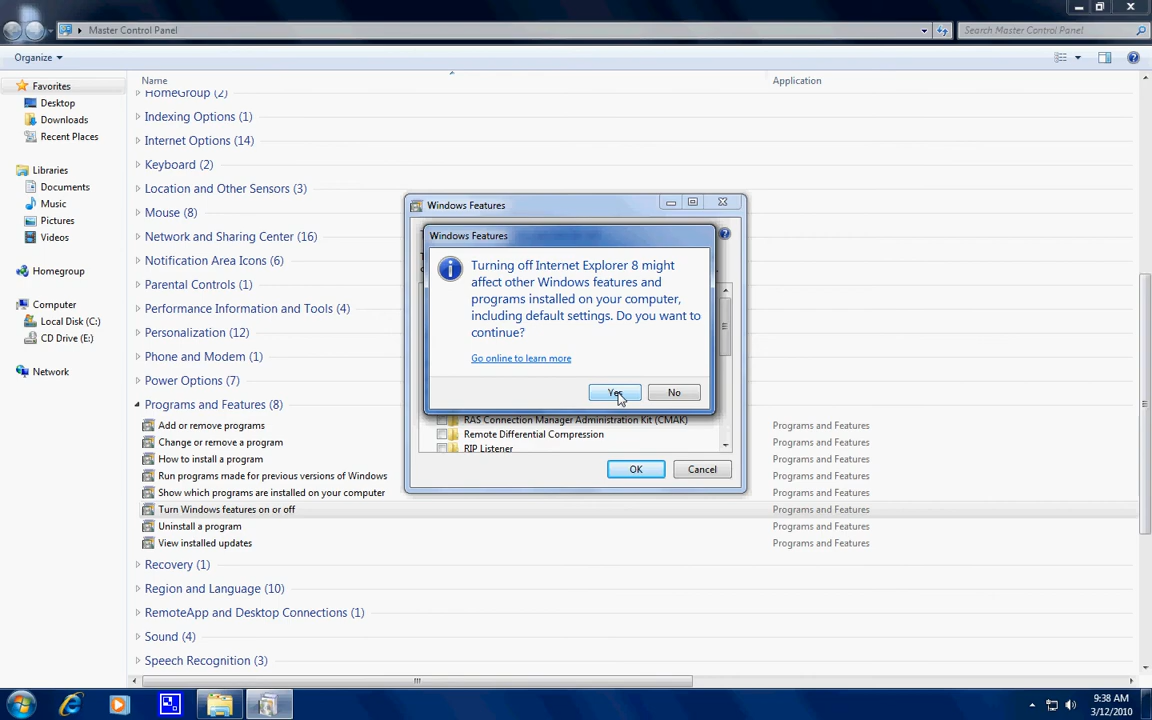 Master Control Panel
Search Master Control Panel
Organize
Name
Application
Favorites
Desktop
Downloads
Recent Places
Libraries
Documents
Music
Pictures
Videos
Homegroup
Computer
Local Disk (C:)
CD Drive (E:)
Network
HomeGroup (2)
Indexing Options (1)
Internet Options (14)
Keyboard (2)
Location and Other Sensors (3)
Mouse (8)
Network and Sharing Center (16)
Notification Area Icons (6)
Parental Controls (1)
Performance Information and Tools (4)
Personalization (12)
Phone and Modem (1)
Power Options (7)
Programs and Features (8)
Add or remove programs Programs and Features
Change or remove a program Programs and Features
How to install a program Programs and Features
Run programs made for previous versions of Windows Programs and Features
Show which programs are installed on your computer Programs and Features
Turn Windows features on or off Programs and Features
Uninstall a program Programs and Features
View installed updates Programs and Features
Recovery (1)
Region and Language (10)
RemoteApp and Desktop Connections (1)
Sound (4)
Speech Recognition (3)
Windows Features
Windows Features
Turning off Internet Explorer 8 might
affect other Windows features and
programs installed on your computer,
including default settings. Do you want to
continue?
Go online to learn more
Yes No
RAS Connection Manager Administration Kit (CMAK)
Remote Differential Compression
RIP Listener
OK Cancel
9:38 AM
3/12/2010